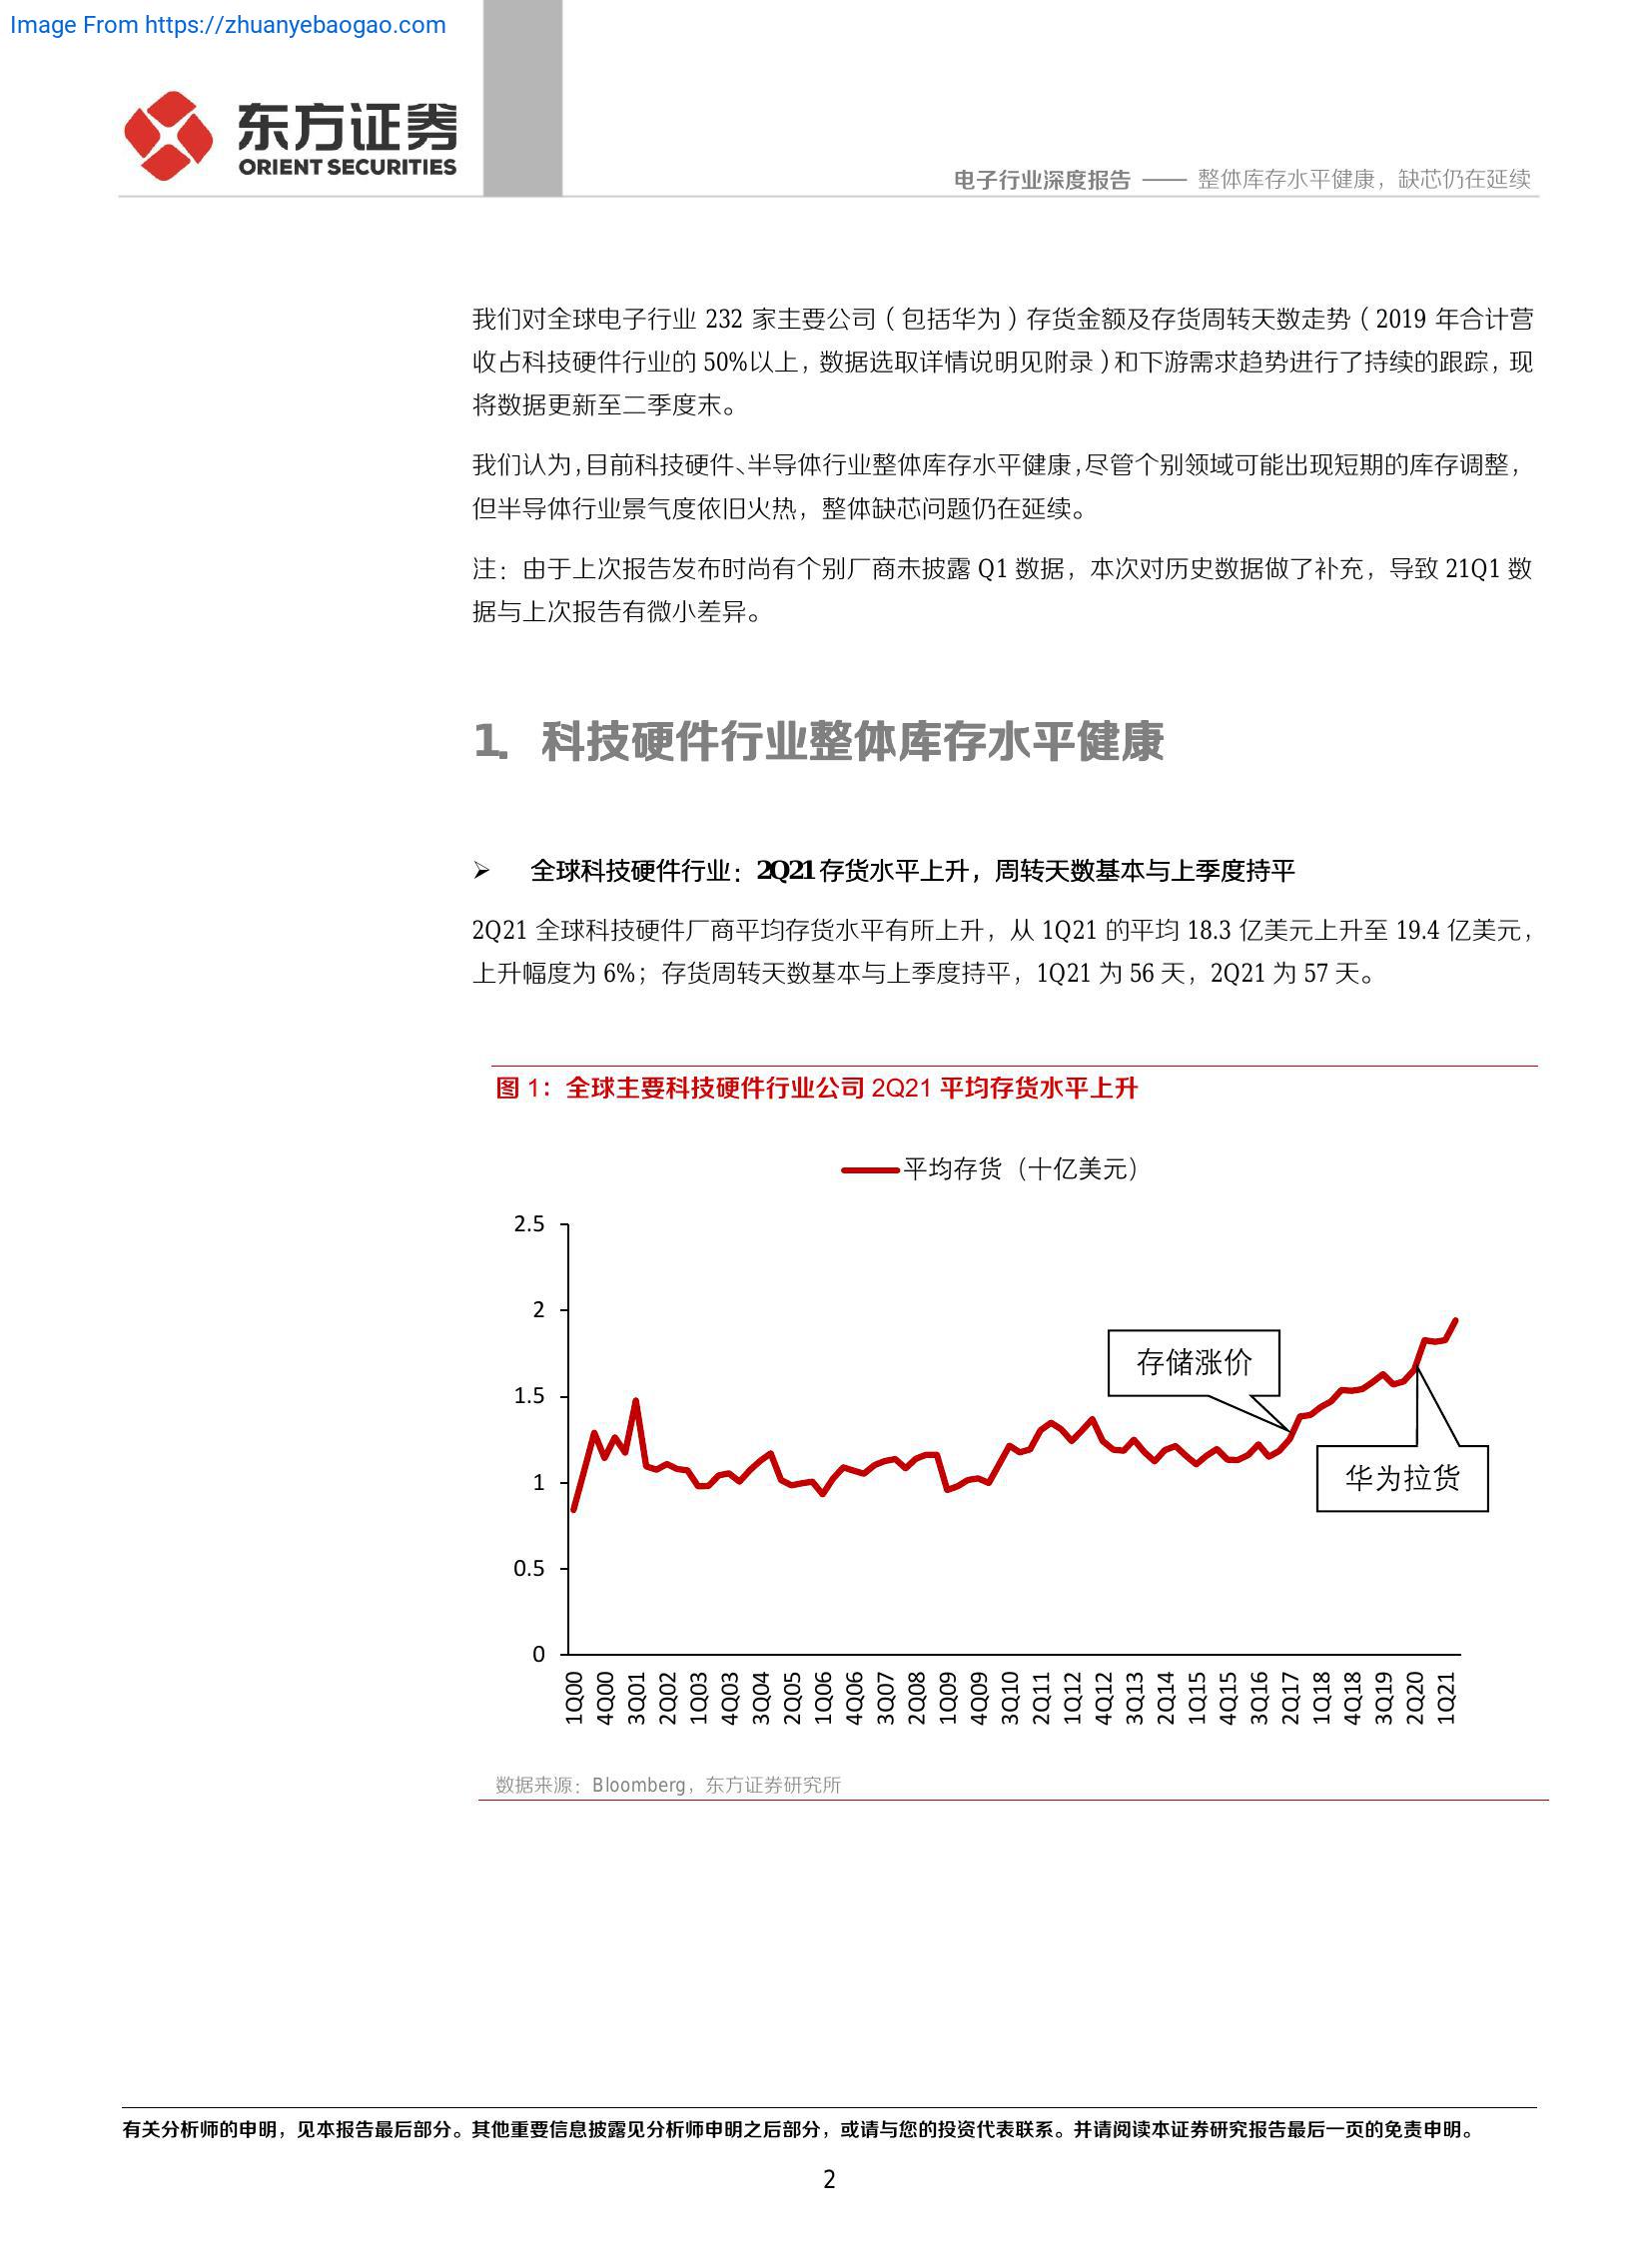 Image From https://zhuanyebaogao.com
东方证券
ORIENT SECURITIES
电子行业深度报告 —— 整体库存水平健康，缺芯仍在延续
我们对全球电子行业 232 家主要公司（包括华为）存货金额及存货周转天数走势（2019 年合计营
收占科技硬件行业的 50%以上，数据选取详情说明见附录）和下游需求趋势进行了持续的跟踪，现
将数据更新至二季度末。
我们认为，目前科技硬件、半导体行业整体库存水平健康，尽管个别领域可能出现短期的库存调整，
但半导体行业景气度依旧火热，整体缺芯问题仍在延续。
注：由于上次报告发布时尚有个别厂商未披露 Q1 数据，本次对历史数据做了补充，导致 21Q1 数
据与上次报告有微小差异。
1. 科技硬件行业整体库存水平健康
➢ 全球科技硬件行业：2Q21 存货水平上升，周转天数基本与上季度持平
2Q21 全球科技硬件厂商平均存货水平有所上升，从 1Q21 的平均 18.3 亿美元上升至 19.4 亿美元，
上升幅度为 6%；存货周转天数基本与上季度持平，1Q21 为 56 天，2Q21 为 57 天。
图 1：全球主要科技硬件行业公司 2Q21 平均存货水平上升
平均存货（十亿美元）
2.5
2
1.5
1
0.5
0
存储涨价
华为拉货
1Q00 4Q00 3Q01 2Q02 1Q03 4Q03 3Q04 2Q05 1Q06 4Q06 3Q07 2Q08 1Q09 4Q09 3Q10 2Q11 1Q12 4Q12 3Q13 2Q14 1Q15 4Q15 3Q16 2Q17 1Q18 4Q18 3Q19 2Q20 1Q21
数据来源：Bloomberg，东方证券研究所
有关分析师的申明，见本报告最后部分。其他重要信息披露见分析师申明之后部分，或请与您的投资代表联系。并请阅读本证券研究报告最后一页的免责申明。
2